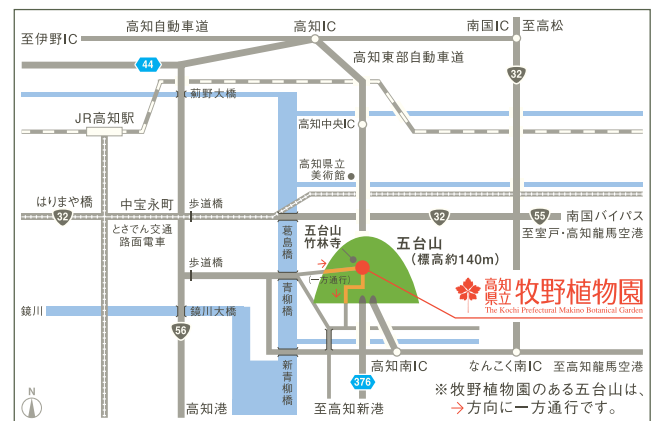 高知自動車道
高知IC
南国IC
至高松
至伊野IC
高知東部自動車道
44
32
薊野大橋
JR高知駅
高知中央IC
高知県立
美術館
はりまや橋
中宝永町
歩道橋
32
32
55
南国バイパス
とさでん交通
路面電車
葛島橋
五台山
竹林寺
五台山
(標高約140m)
至室戸・高知龍馬空港
歩道橋
(一方通行)
青柳橋
高知
県立
牧野植物園
The Kochi Prefectural Makino Botanical Garden
鏡川
鏡川大橋
56
新青柳橋
高知南IC
なんこく南IC
至高知龍馬空港
376
N
高知港
至高知新港
※牧野植物園のある五台山は、
→方向に一方通行です。